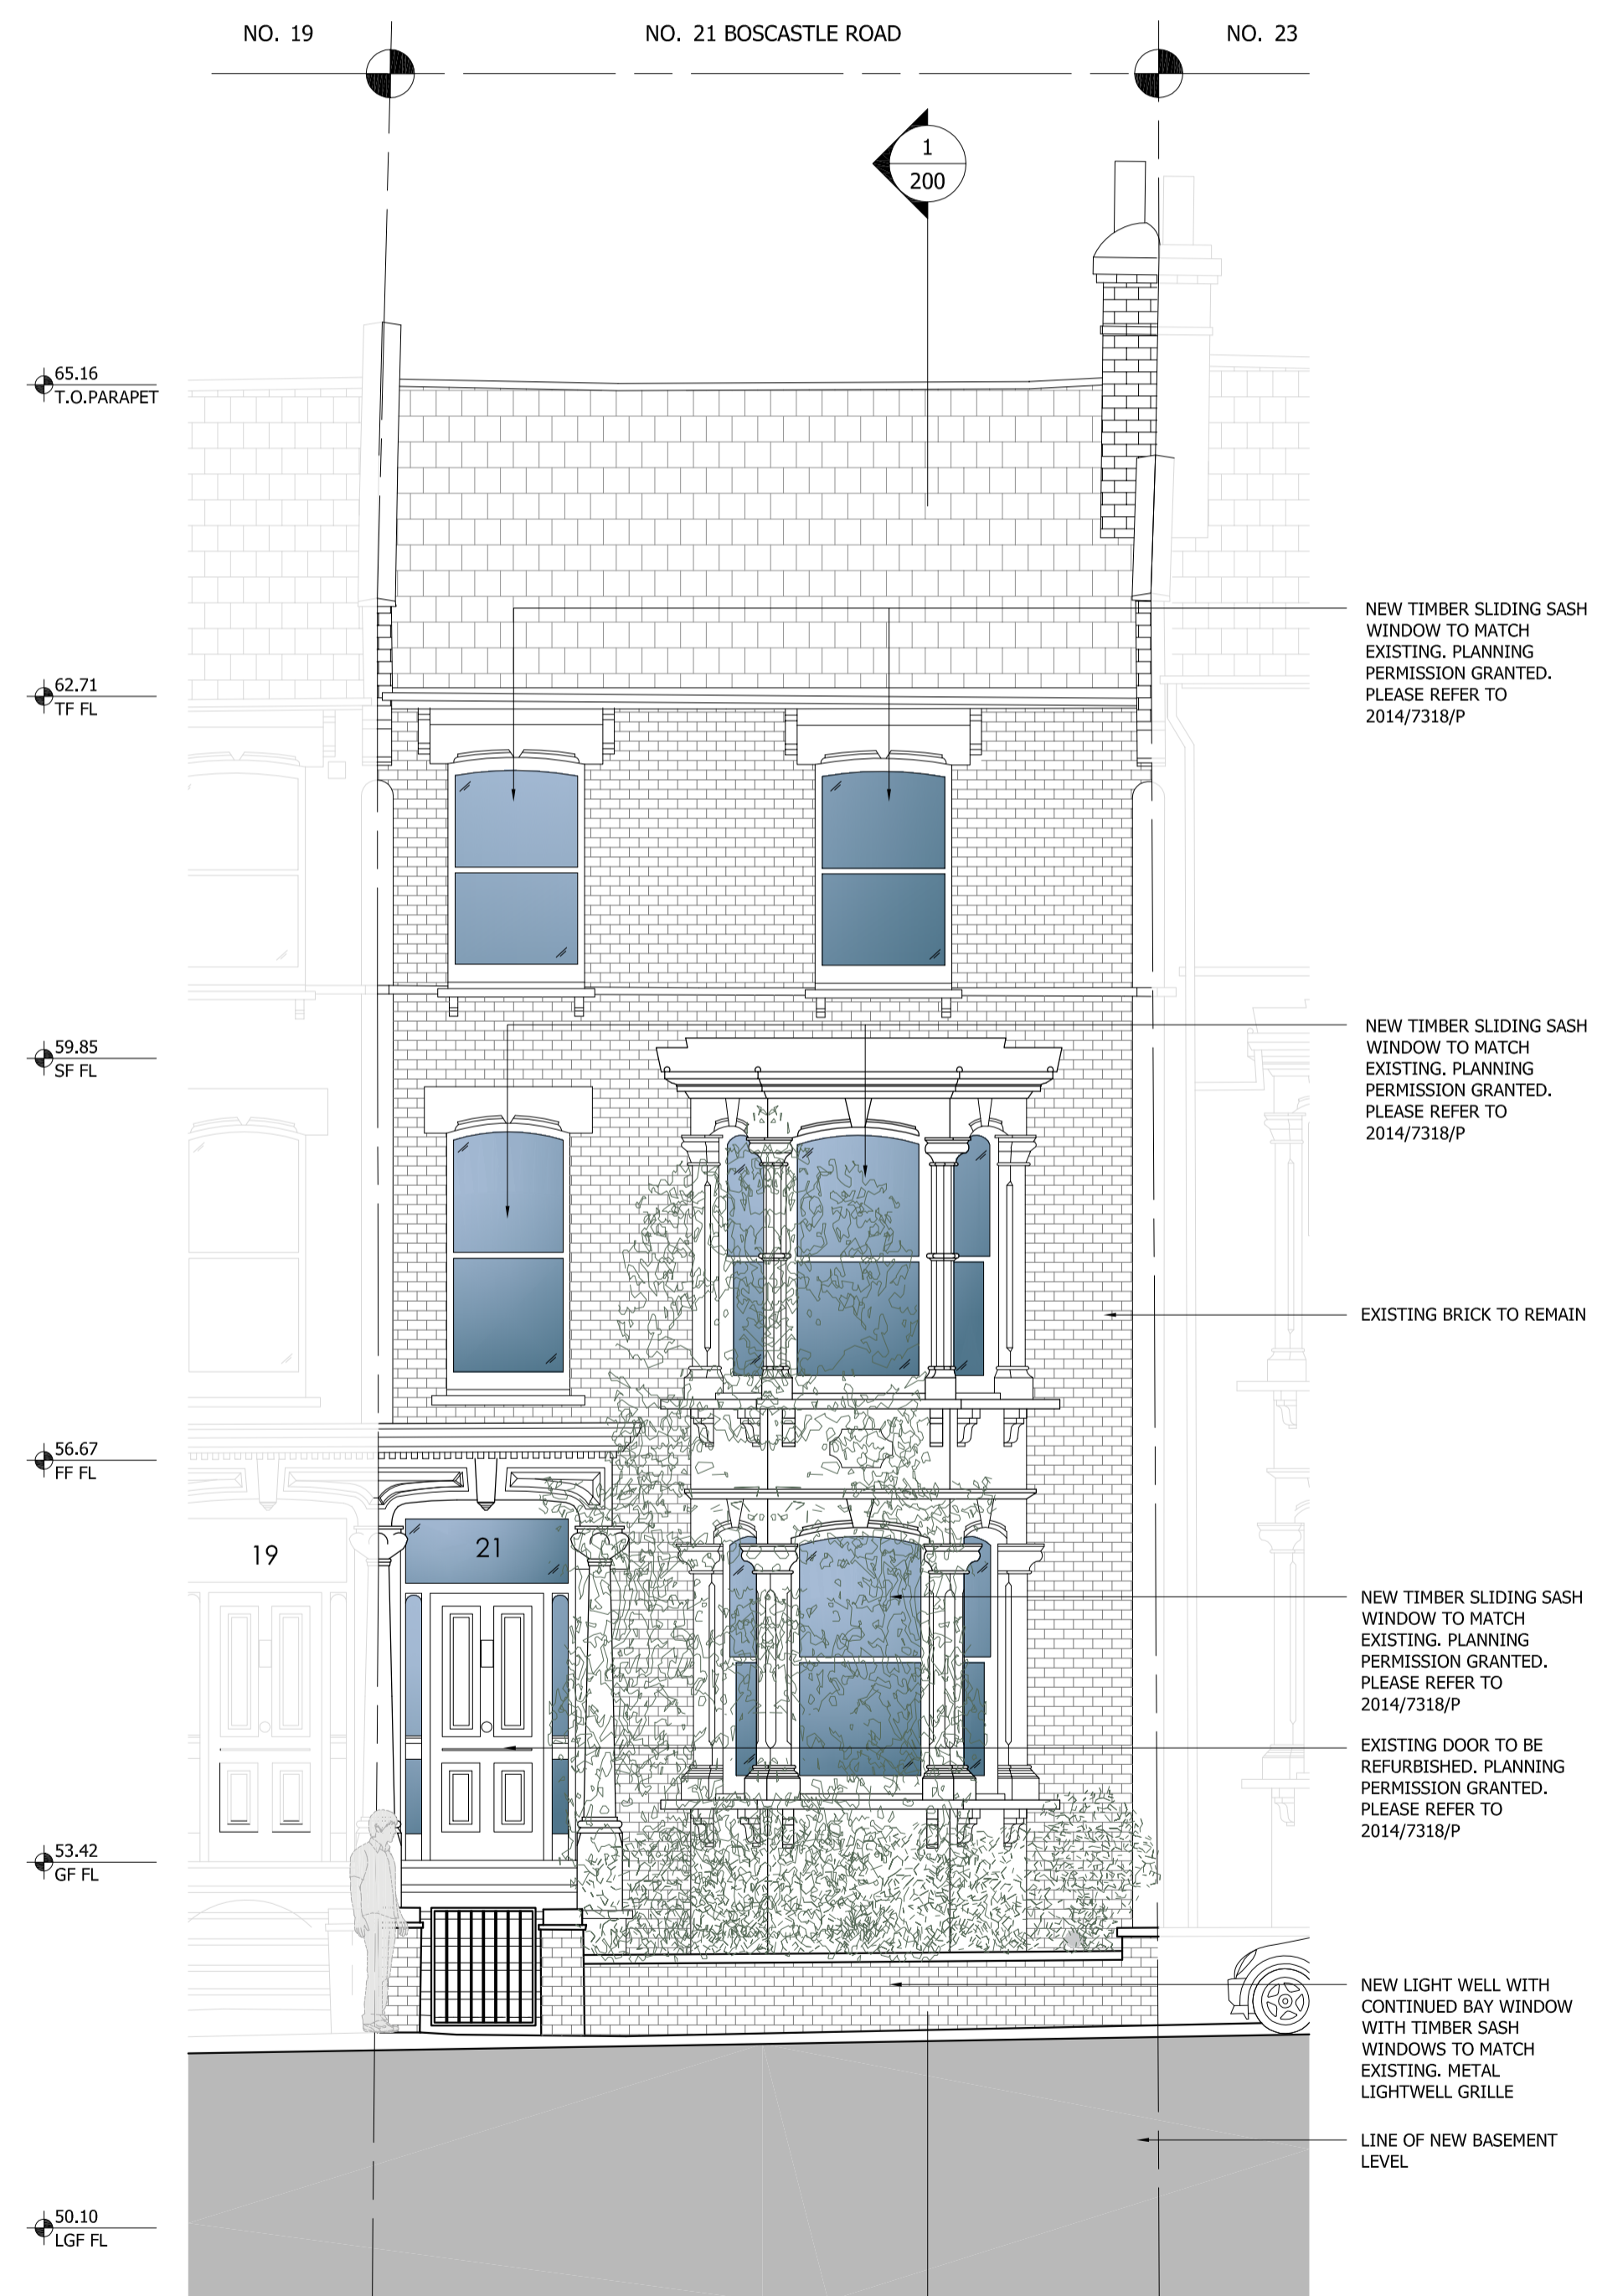 NO. 19
NO. 21 BOSCASTLE ROAD
NO. 23
1
200
65.16
T.O.PARAPET
NEW TIMBER SLIDING SASH
WINDOW TO MATCH
EXISTING. PLANNING
PERMISSION GRANTED.
PLEASE REFER TO
2014/7318/P
62.71
TF FL
NEW TIMBER SLIDING SASH
WINDOW TO MATCH
EXISTING. PLANNING
PERMISSION GRANTED.
PLEASE REFER TO
2014/7318/P
59.85
SF FL
EXISTING BRICK TO REMAIN
56.67
FF FL
19
21
NEW TIMBER SLIDING SASH
WINDOW TO MATCH
EXISTING. PLANNING
PERMISSION GRANTED.
PLEASE REFER TO
2014/7318/P
EXISTING DOOR TO BE
REFURBISHED. PLANNING
PERMISSION GRANTED.
PLEASE REFER TO
2014/7318/P
53.42
GF FL
NEW LIGHT WELL WITH
CONTINUED BAY WINDOW
WITH TIMBER SASH
WINDOWS TO MATCH
EXISTING. METAL
LIGHTWELL GRILLE
LINE OF NEW BASEMENT
LEVEL
50.10
LGF FL